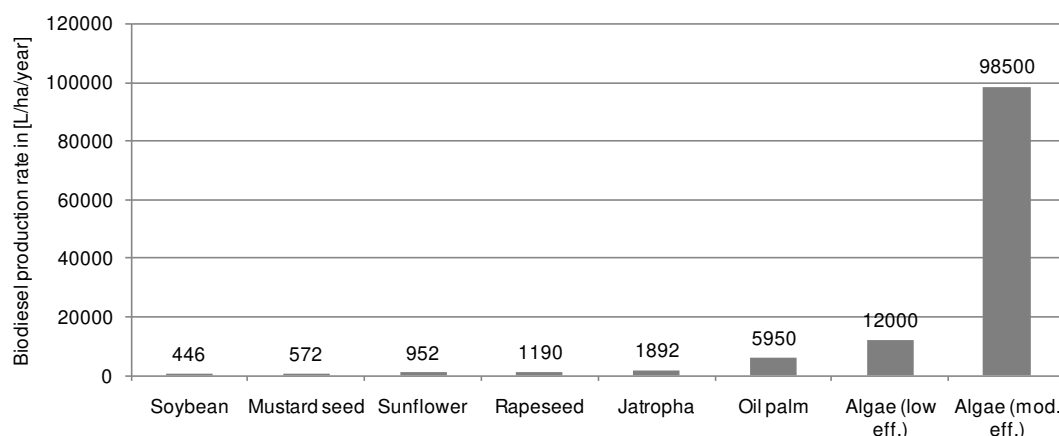 Biodiesel production rate in [L/ha/year]
120000
100000
80000
60000
40000
20000
0
446
572
952
1190
1892
5950
12000
98500
Soybean
Mustard seed
Sunflower
Rapeseed
Jatropha
Oil palm
Algae (low
eff.)
Algae (mod.
eff.)